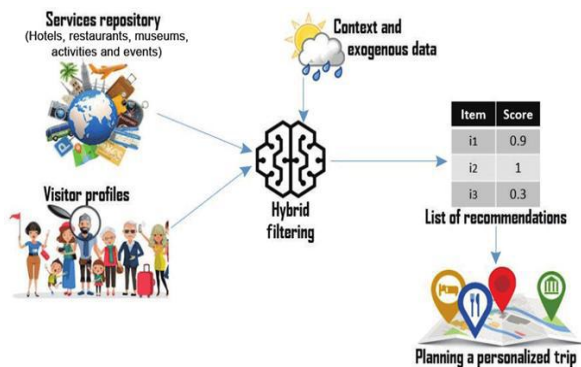 Services repository
(Hotels, restaurants, museums,
activities and events)
Context and
exogenous data
Visitor profiles
Hybrid
filtering
Item Score
i1 0.9
i2 1
i3 0.3
List of recommendations
Planning a personalized trip